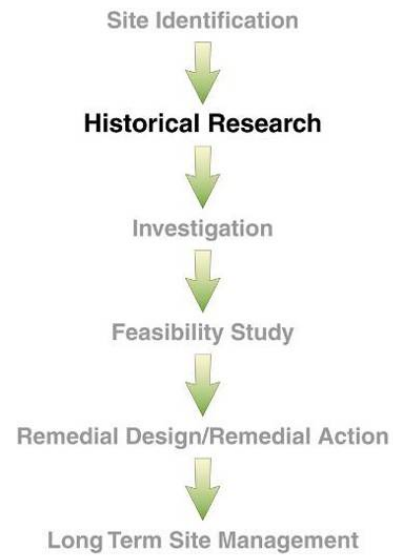 Site Identification
Historical Research
Investigation
Feasibility Study
Remedial Design/Remedial Action
Long Term Site Management